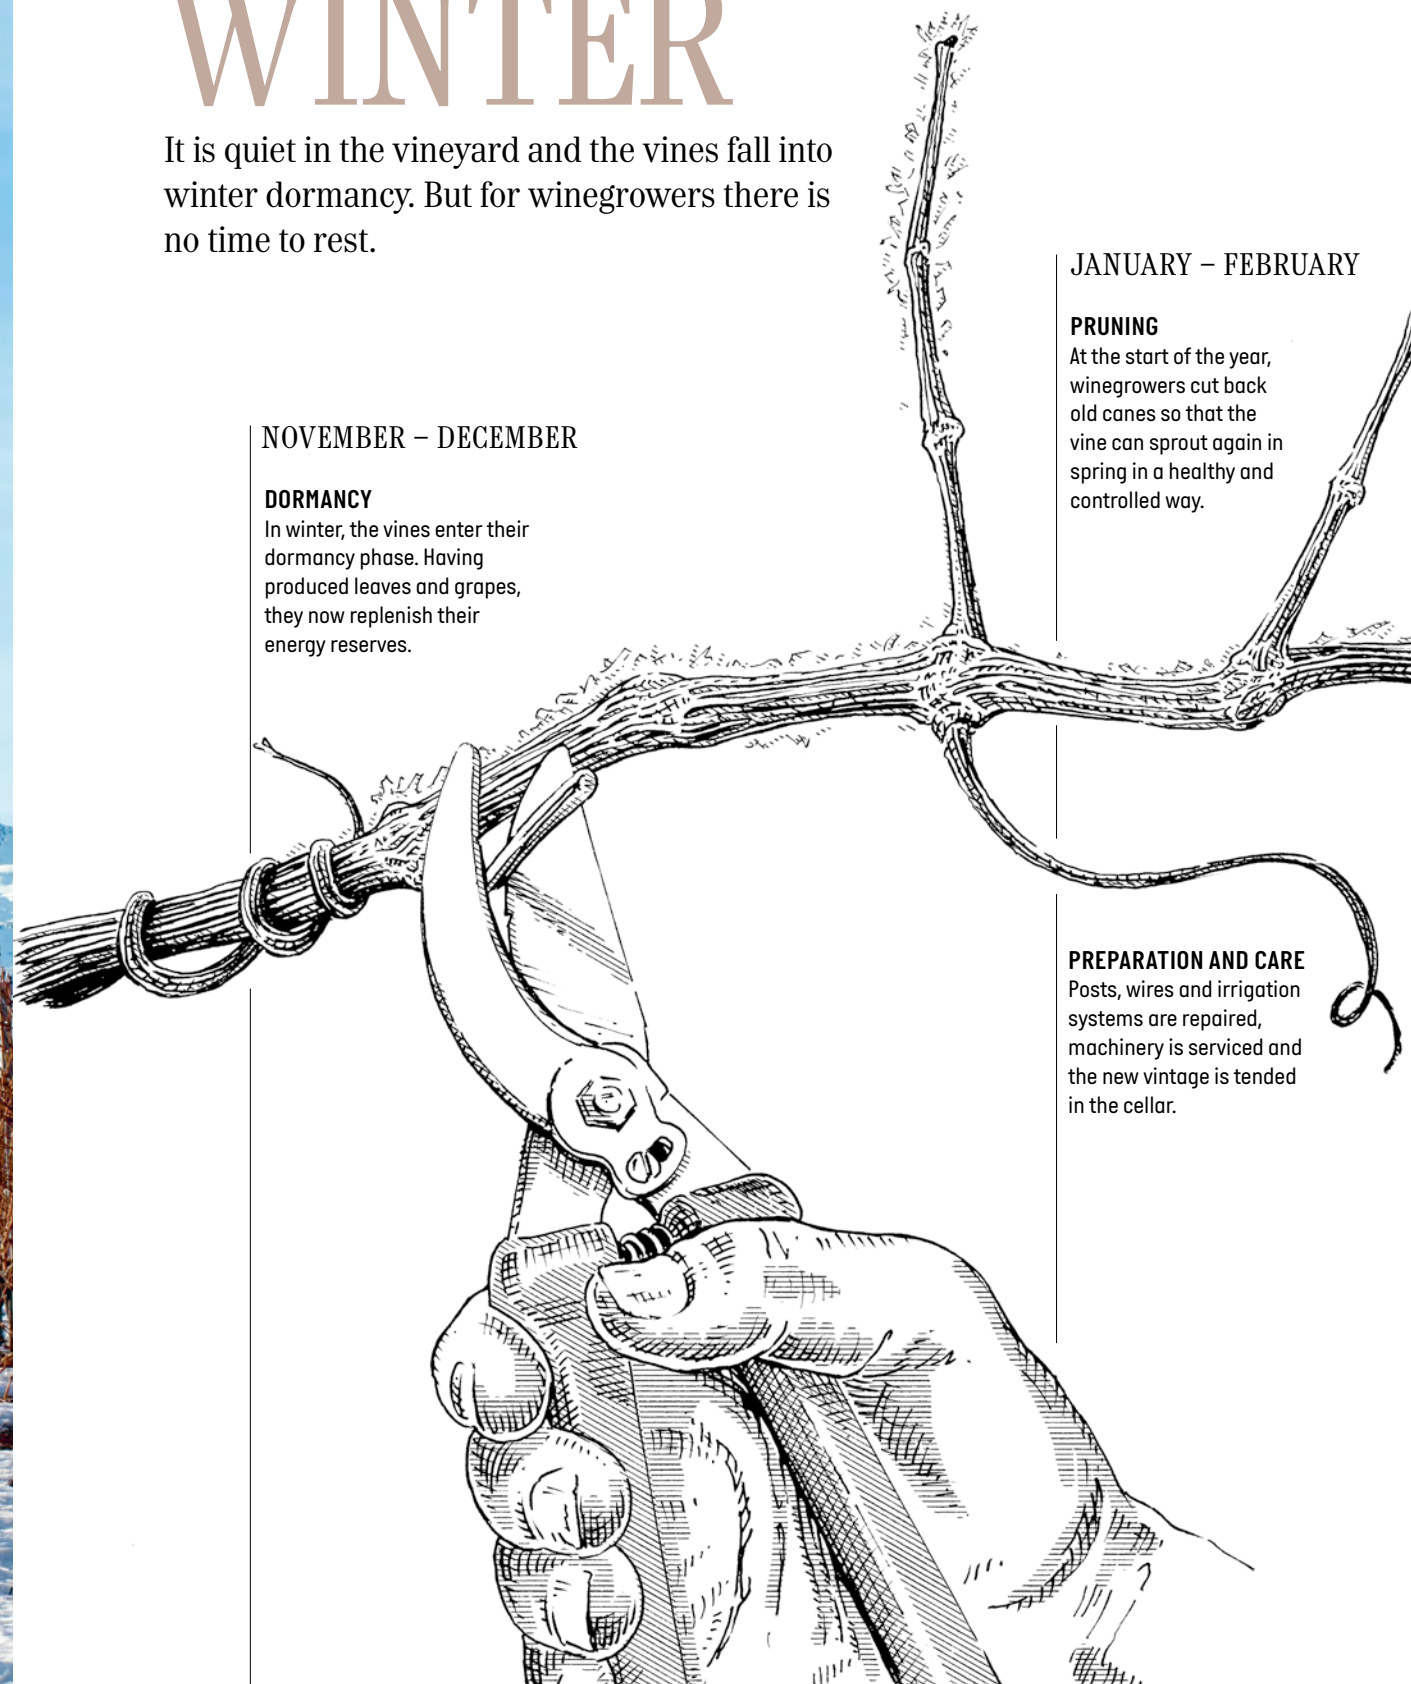 WINTER
It is quiet in the vineyard and the vines fall into
winter dormancy. But for winegrowers there is
no time to rest.
NOVEMBER – DECEMBER
DORMANCY
In winter, the vines enter their
dormancy phase. Having
produced leaves and grapes,
they now replenish their
energy reserves.
JANUARY – FEBRUARY
PRUNING
At the start of the year,
winegrowers cut back
old canes so that the
vine can sprout again in
spring in a healthy and
controlled way.
PREPARATION AND CARE
Posts, wires and irrigation
systems are repaired,
machinery is serviced and
the new vintage is tended
in the cellar.